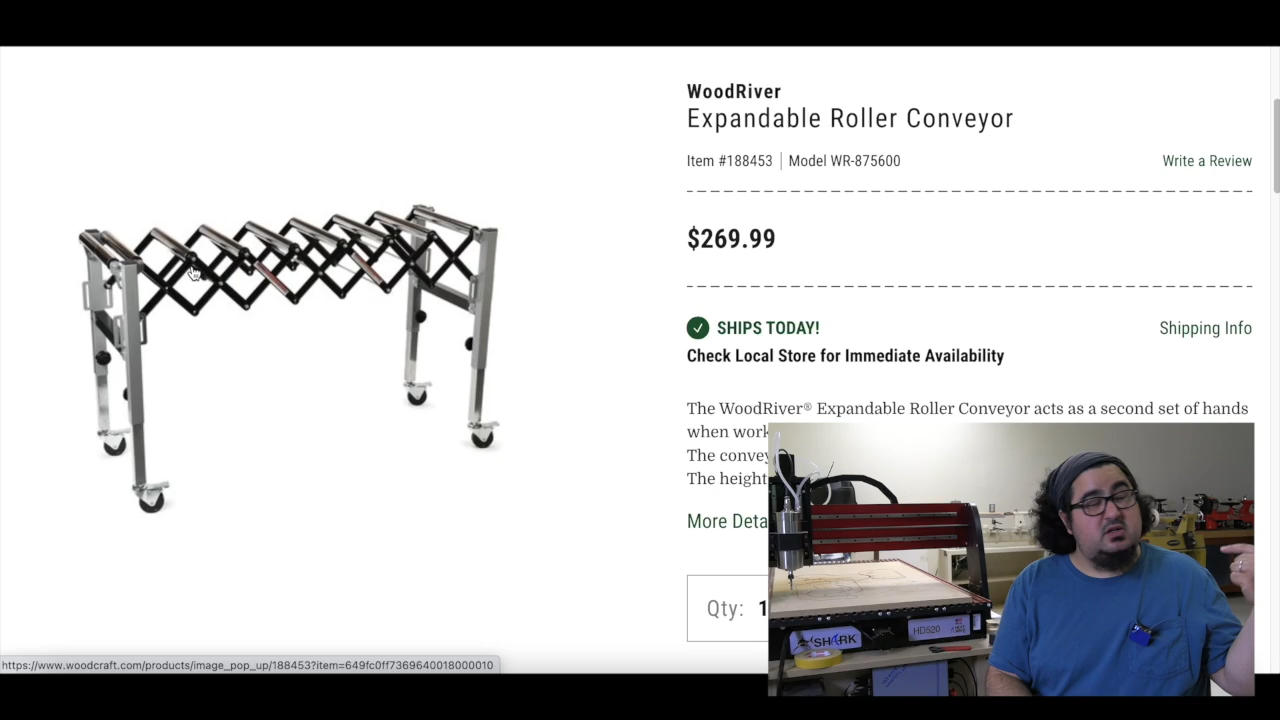 WoodRiver
Expandable Roller Conveyor
Item #188453 | Model WR-875600
Write a Review
$269.99
SHIPS TODAY!
Shipping Info
Check Local Store for Immediate Availability
The WoodRiver® Expandable Roller Conveyor acts as a second set of hands
when work
The convey
The height
More Deta
Qty: 1
SHARK
HD520
https://www.woodcraft.com/products/image_pop_up/188453?item=649fc0ff7369640018000010